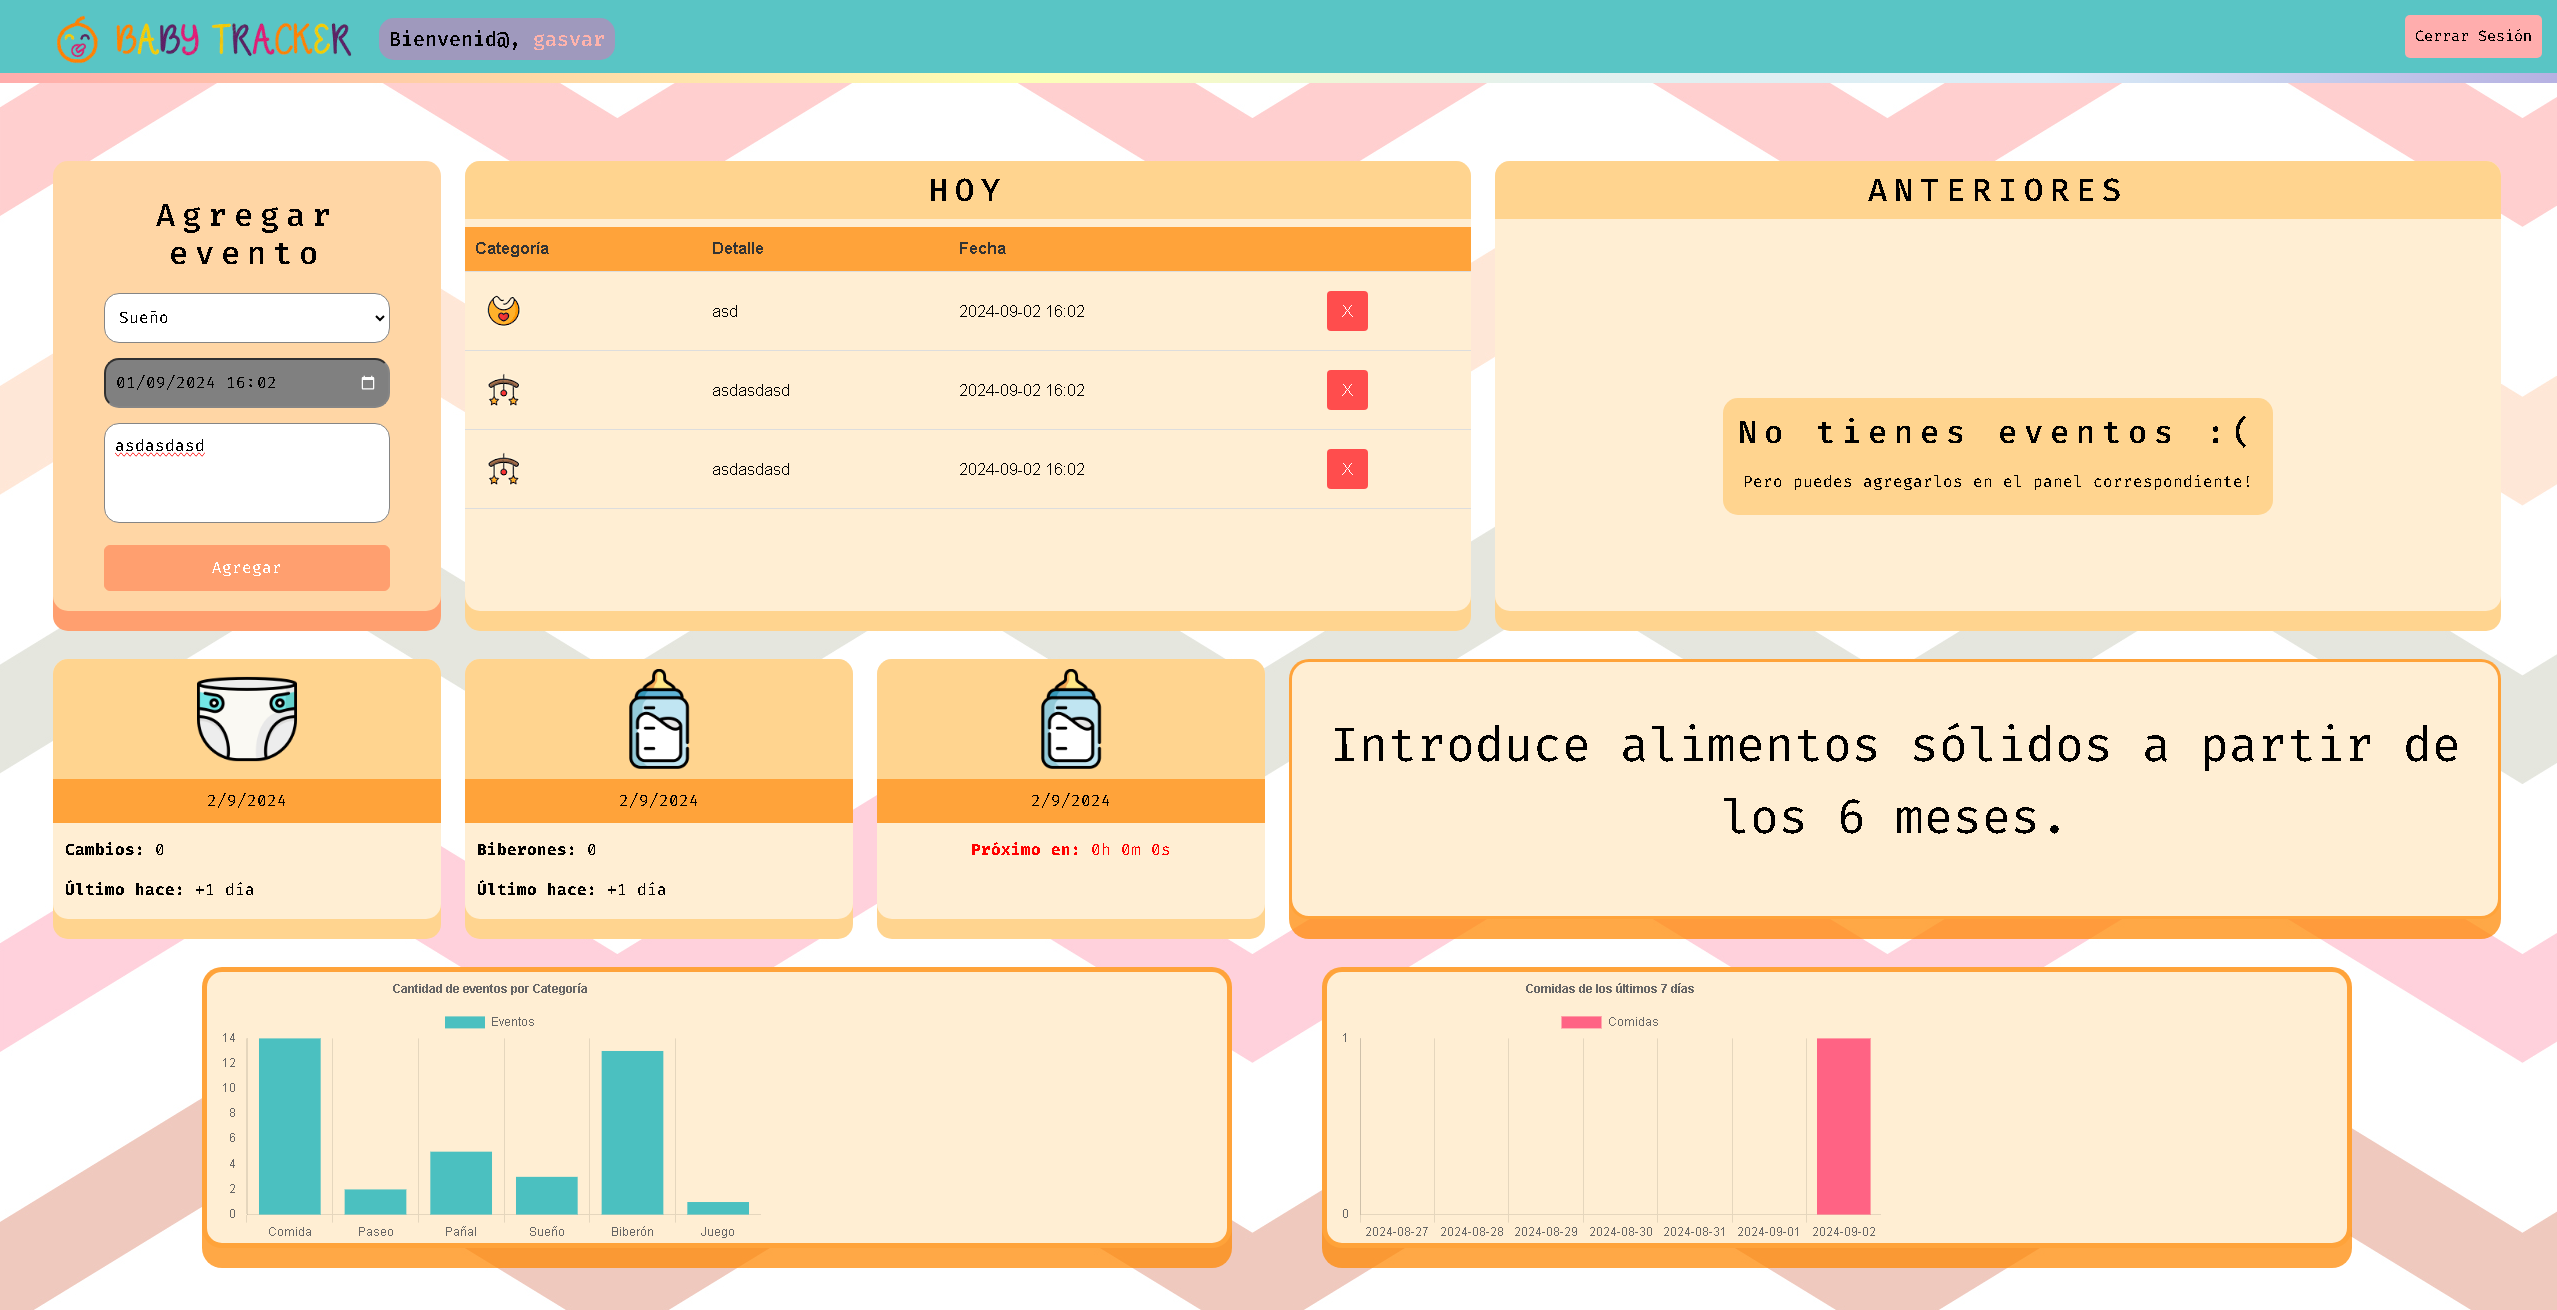 BABY TRACKER
Bienvenid@, gasvar
Cerrar Sesión
Agregar
evento
Sueño
01/09/2024 16:02
asdasdasd
Agregar
HOY
Categoría Detalle Fecha
asd 2024-09-02 16:02 X
asdasdasd 2024-09-02 16:02 X
asdasdasd 2024-09-02 16:02 X
ANTERIORES
No tienes eventos :(
Pero puedes agregarlos en el panel correspondiente!
2/9/2024
Cambios: 0
Último hace: +1 día
2/9/2024
Biberones: 0
Último hace: +1 día
2/9/2024
Próximo en: 0h 0m 0s
Introduce alimentos sólidos a partir de
los 6 meses.
Cantidad de eventos por Categoría
Eventos
14
12
10
8
6
4
2
0
Comida Paseo Pañal Sueño Biberón Juego
Comidas de los últimos 7 días
Comidas
1
0
2024-08-27 2024-08-28 2024-08-29 2024-08-30 2024-08-31 2024-09-01 2024-09-02